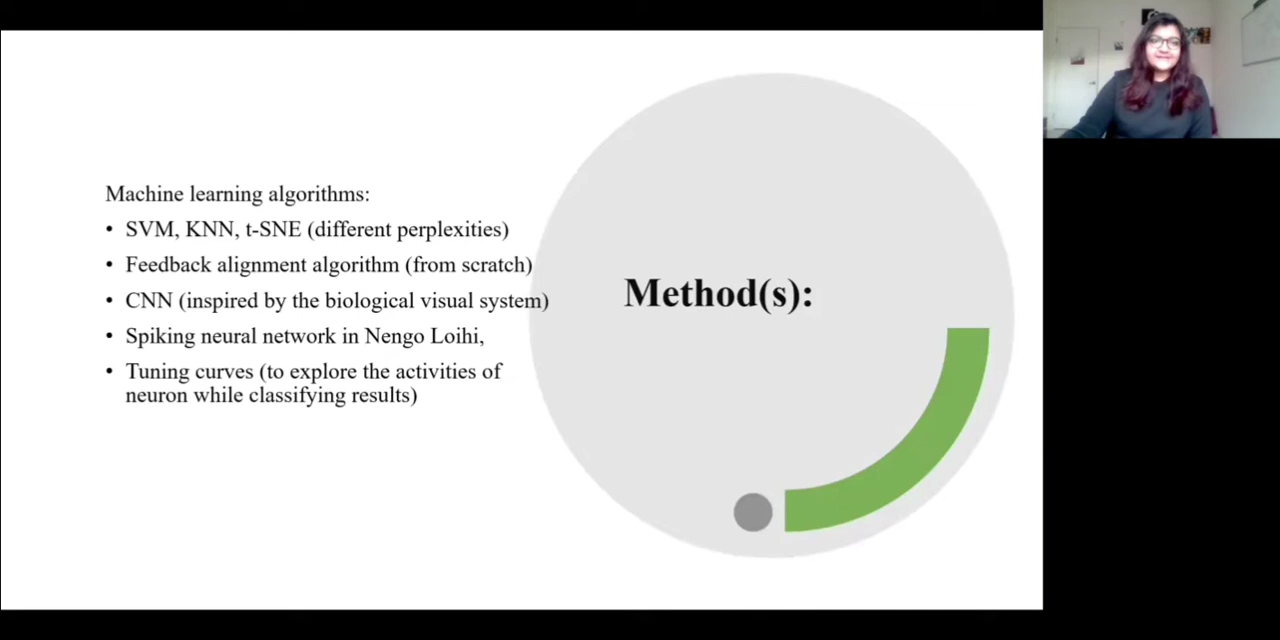 Machine learning algorithms:
• SVM, KNN, t-SNE (different perplexities)
• Feedback alignment algorithm (from scratch)
• CNN (inspired by the biological visual system)
• Spiking neural network in Nengo Loihi,
• Tuning curves (to explore the activities of
neuron while classifying results)
Method(s):